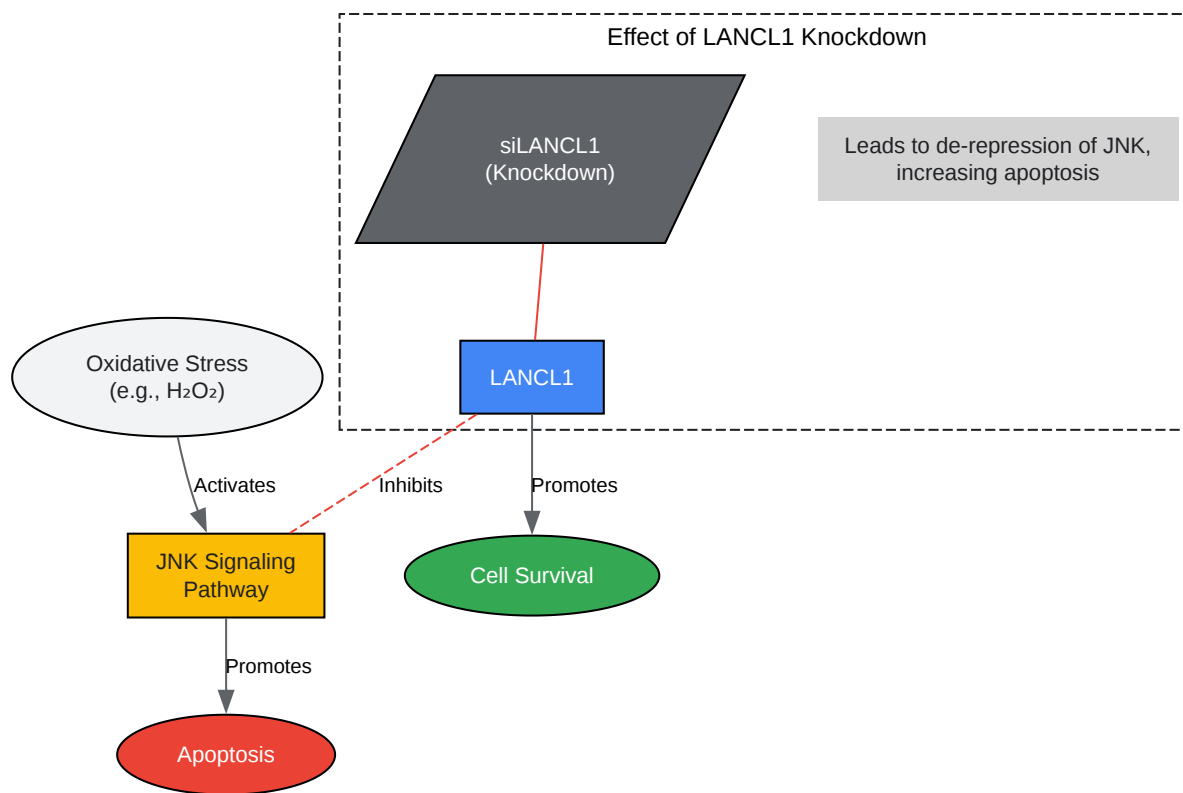 Effect of LANCL1 Knockdown
siLANCL1
(Knockdown)
Leads to de-repression of JNK,
increasing apoptosis
Oxidative Stress
(e.g., H₂O₂)
LANCL1
Activates
Inhibits
Promotes
JNK Signaling
Pathway
Cell Survival
Promotes
Apoptosis